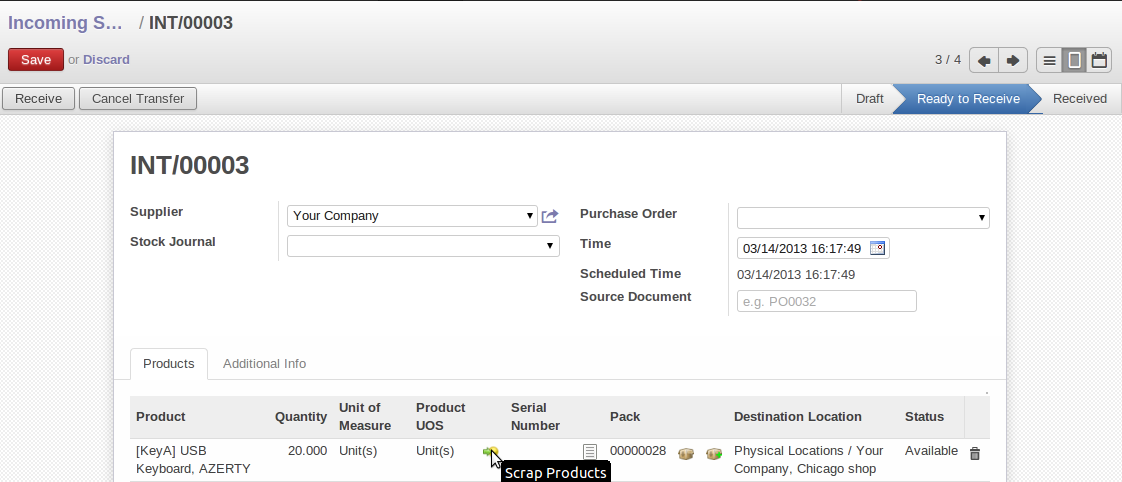 Incoming S... / INT/00003
Save or Discard
3 / 4
Receive Cancel Transfer
Draft Ready to Receive Received
INT/00003
Supplier Your Company
Stock Journal
Purchase Order
Time 03/14/2013 16:17:49
Scheduled Time 03/14/2013 16:17:49
Source Document e.g. PO0032
Products Additional Info
Product Quantity Unit of Measure Product UOS Serial Number Pack Destination Location Status
[KeyA] USB 20.000 Unit(s) Unit(s) 00000028 Physical Locations / Your Available
Keyboard, AZERTY Company, Chicago shop
Scrap Products